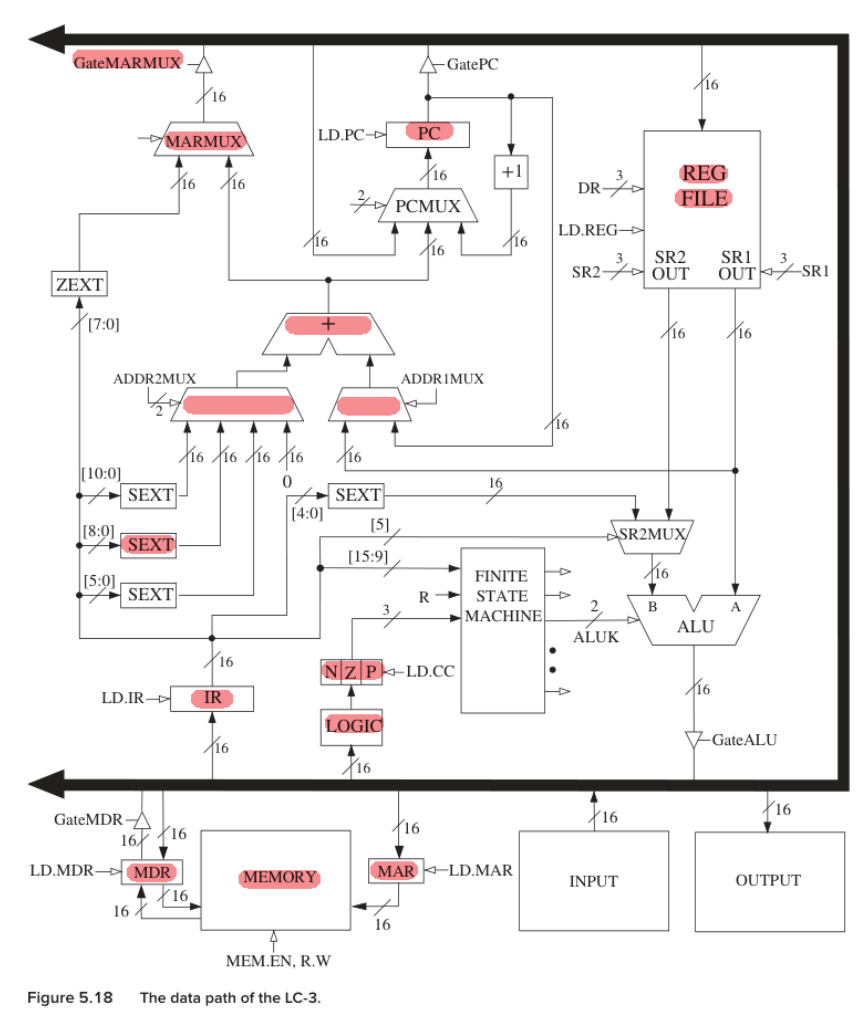 GateMARMUX
GatePC
16
16
MARMUX
LD.PC
PC
+1
REG
FILE
3
DR
16
16
16
2
PCMUX
LD.REG
16
16
16
SR2
OUT
SR1
OUT
3
SR2
3
SR1
ZEXT
[7:0]
+
16
16
ADDR2MUX
2
ADDR1MUX
16
16
16
16
16
0
16
[10:0]
SEXT
[4:0]
SEXT
16
[8:0]
SEXT
[5]
SR2MUX
[15:9]
16
[5:0]
SEXT
FINITE
STATE
MACHINE
R
3
2
ALUK
B
A
ALU
16
N Z P
LD.CC
LD.IR
IR
LOGIC
16
16
16
GateALU
GateMDR
16
16
16
16
16
LD.MDR
MDR
16
16
MEMORY
MAR
LD.MAR
16
INPUT
OUTPUT
MEM.EN, R.W
Figure 5.18 The data path of the LC-3.